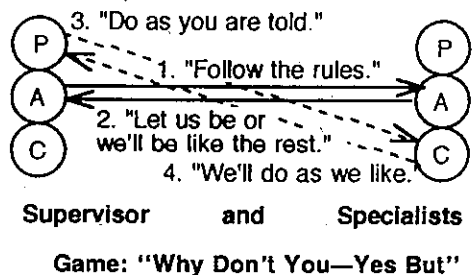 3. "Do as you are told."
P
P
1. "Follow the rules."
A
A
2. "Let us be or
we'll be like the rest."
C
C
4. "We'll do as we like.
Supervisor and Specialists
Game: "Why Don't You—Yes But"